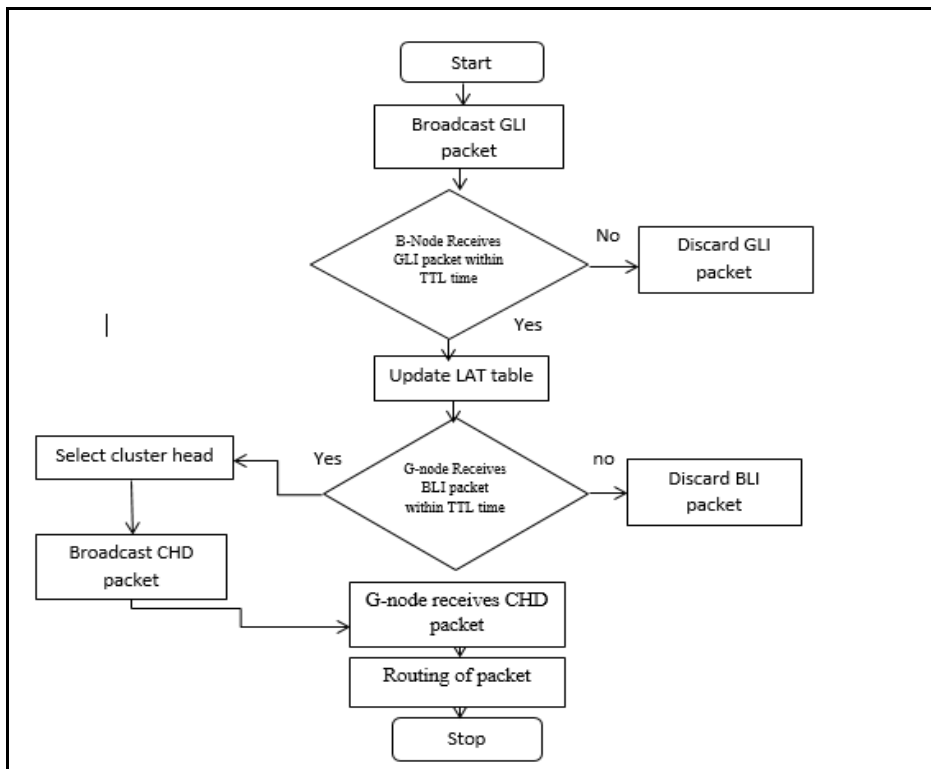 Start
Broadcast GLI
packet
B-Node Receives
GLI packet within
TTL time
No
Discard GLI
packet
Yes
Update LAT table
Select cluster head
Yes
G-node Receives
BLI packet
within TTL time
no
Discard BLI
packet
Broadcast CHD
packet
G-node receives CHD
packet
Routing of packet
Stop